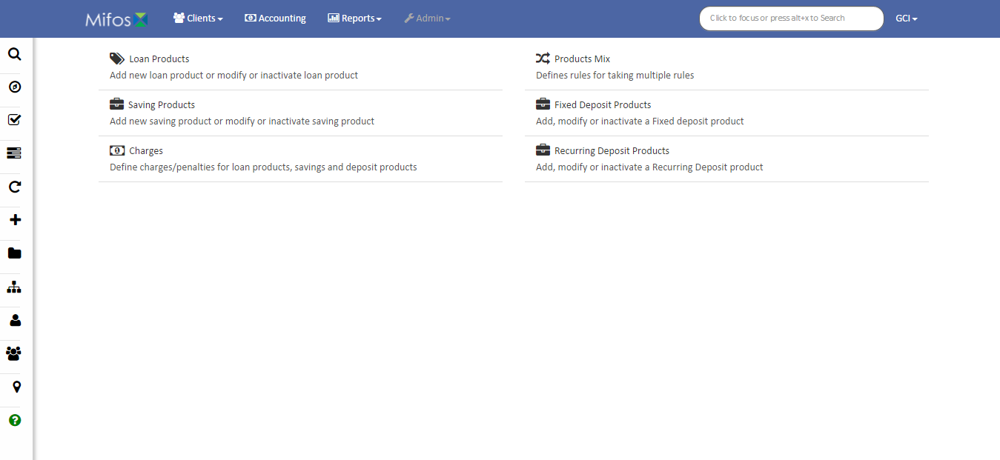 Mifos Clients Accounting Reports Admin Click to focus or press alt+x to Search GCI
Loan Products
Add new loan product or modify or inactivate loan product
Products Mix
Defines rules for taking multiple rules
Saving Products
Add new saving product or modify or inactivate saving product
Fixed Deposit Products
Add, modify or inactivate a Fixed deposit product
Charges
Define charges/penalties for loan products, savings and deposit products
Recurring Deposit Products
Add, modify or inactivate a Recurring Deposit product